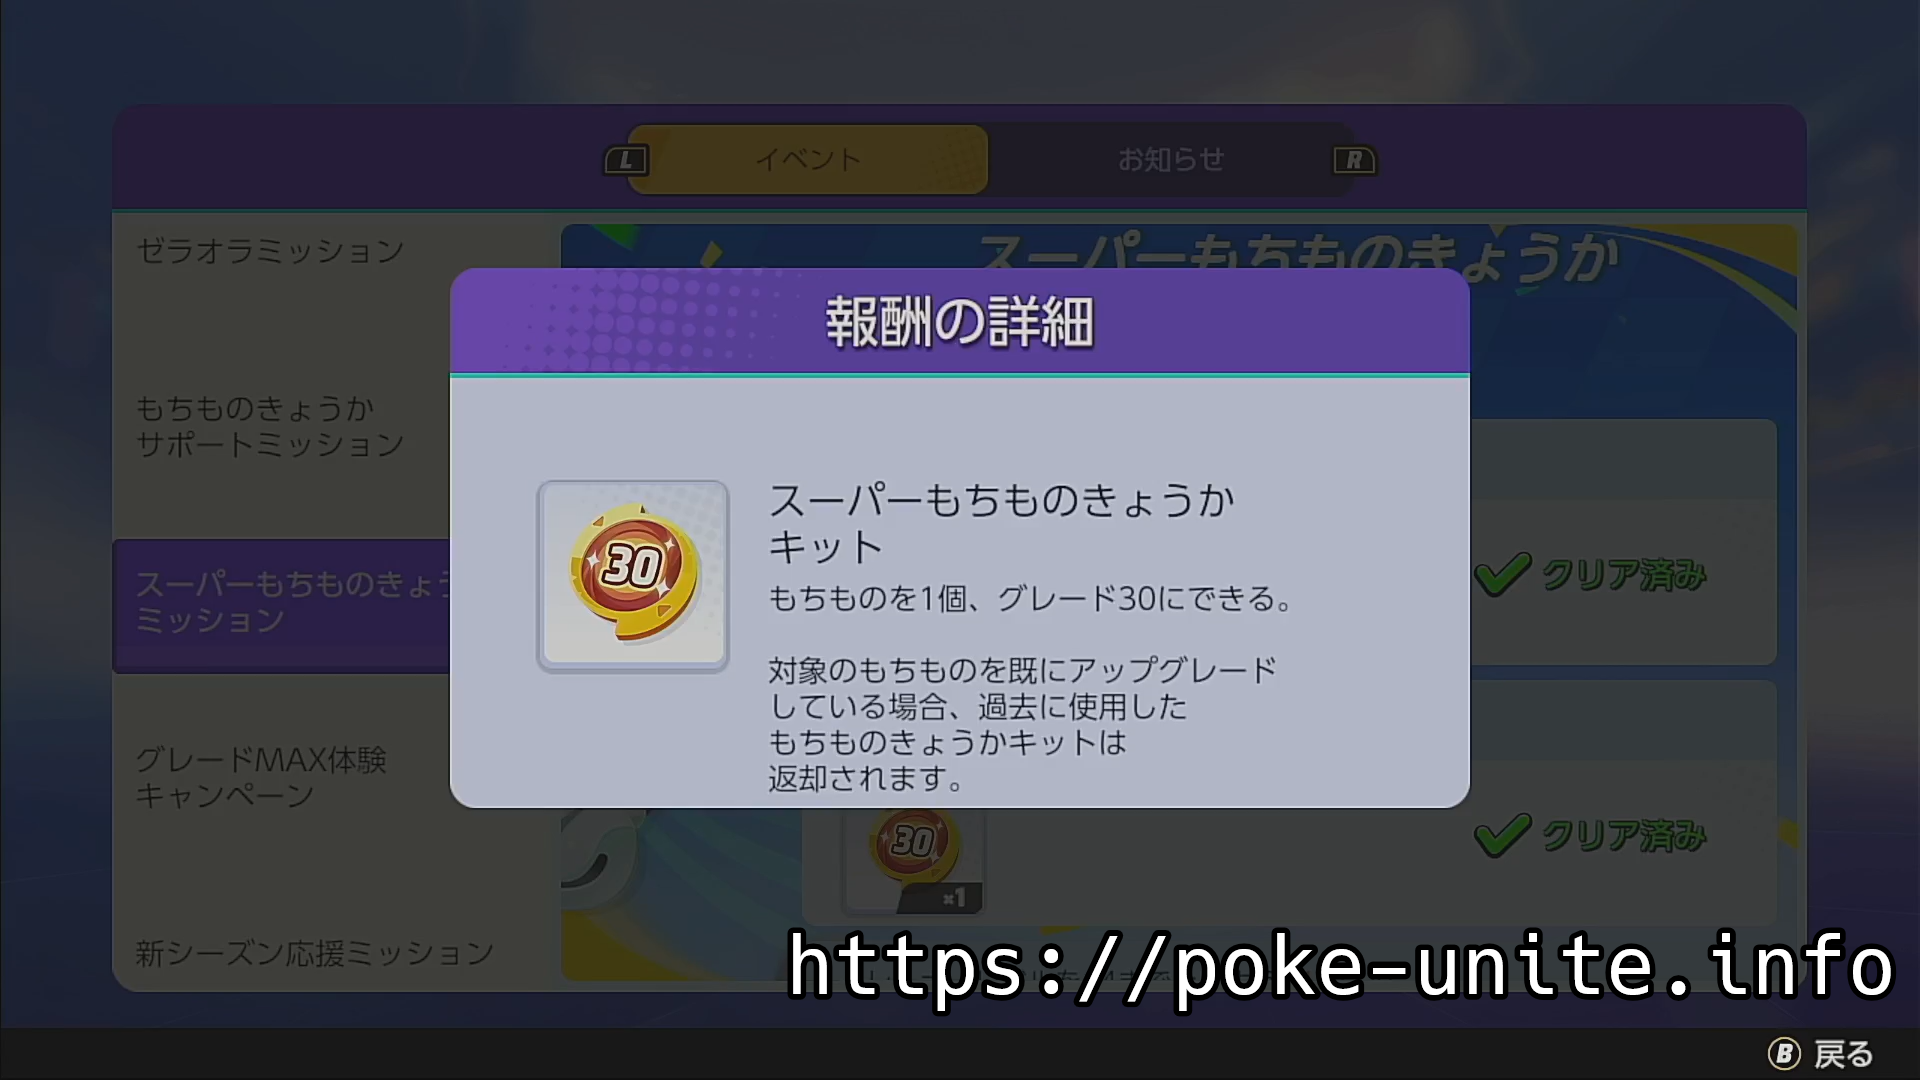 L
イベント
お知らせ
R
ゼラオラミッション
もちものきょうか
サポートミッション
スーパーもちものきょう
ミッション
グレードMAX体験
キャンペーン
新シーズン応援ミッション
スーパーもちものきょうか
報酬の詳細
30
スーパーもちものきょうか
キット
もちものを1個、グレード30にできる。
対象のもちものを既にアップグレード
している場合、過去に使用した
もちものきょうかキットは
返却されます。
クリア済み
30
×1
クリア済み
https://poke-unite.info
B 戻る